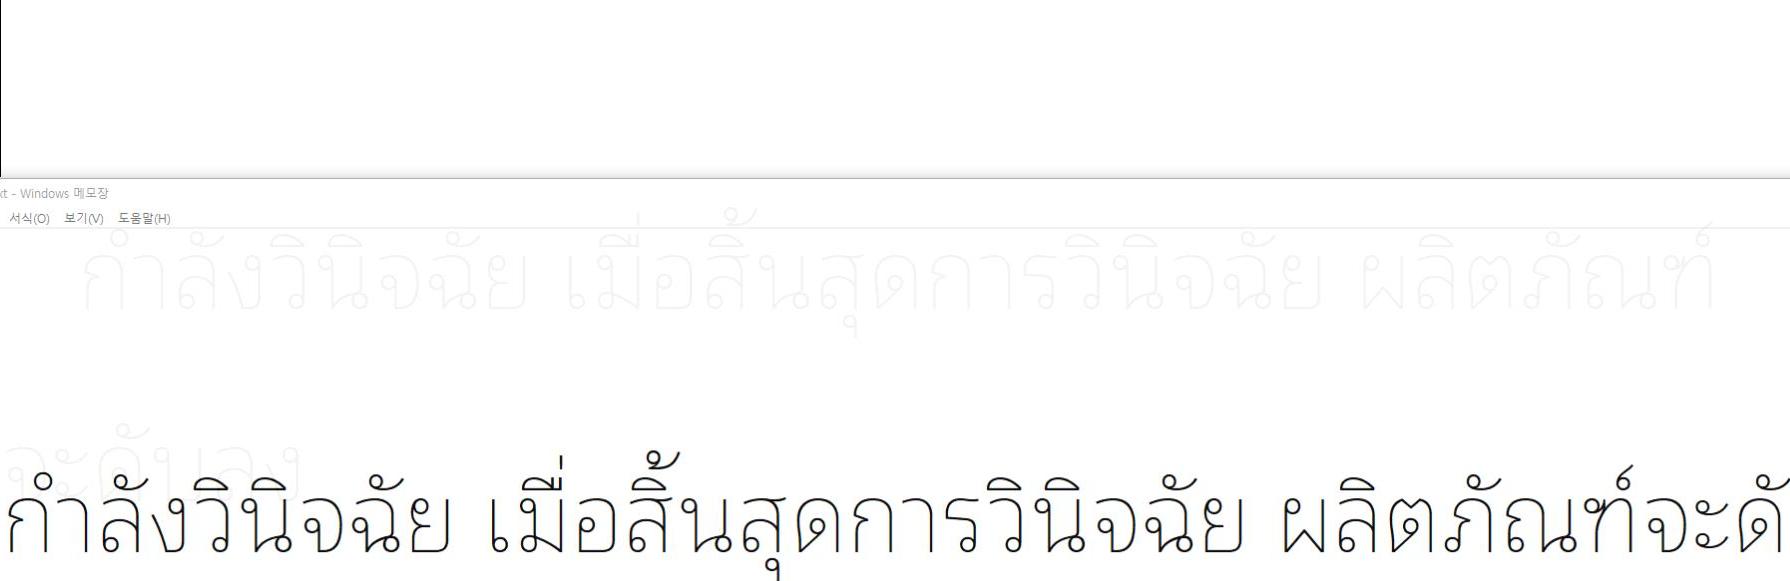 xt - Windows 메모장
서식(O) 보기(V) 도움말(H)
กำลังวินิจฉัย เมื่อสิ้นสุดการวินิจฉัย ผลิตภัณฑ์
จะดับลง
กำลังวินิจฉัย เมื่อสิ้นสุดการวินิจฉัย ผลิตภัณฑ์จะดั